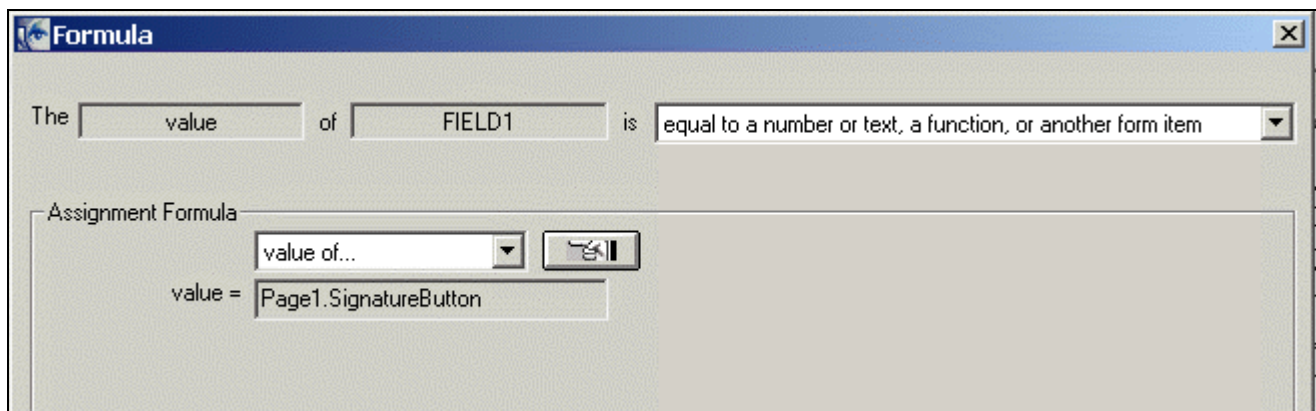 Formula
The value of FIELD1 is equal to a number or text, a function, or another form item
Assignment Formula
value of...
value = Page1.SignatureButton